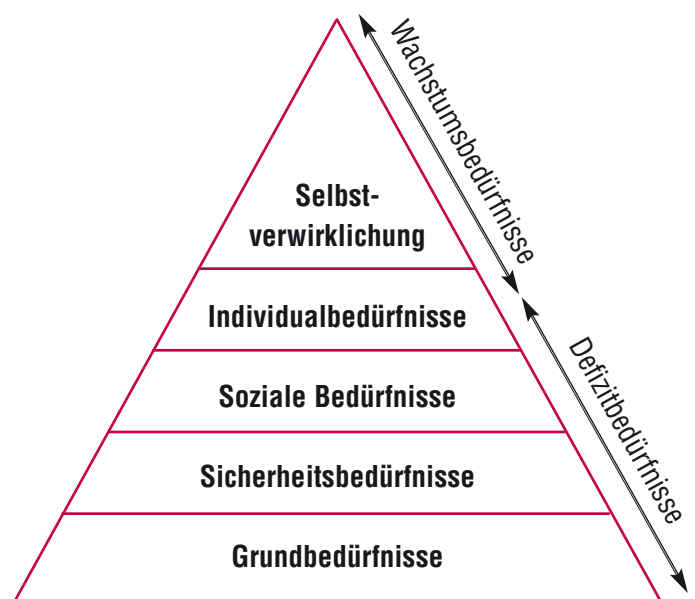 Wachstumsbedürfnisse
Selbst-
verwirklichung
Individualbedürfnisse
Defizitbedürfnisse
Soziale Bedürfnisse
Sicherheitsbedürfnisse
Grundbedürfnisse